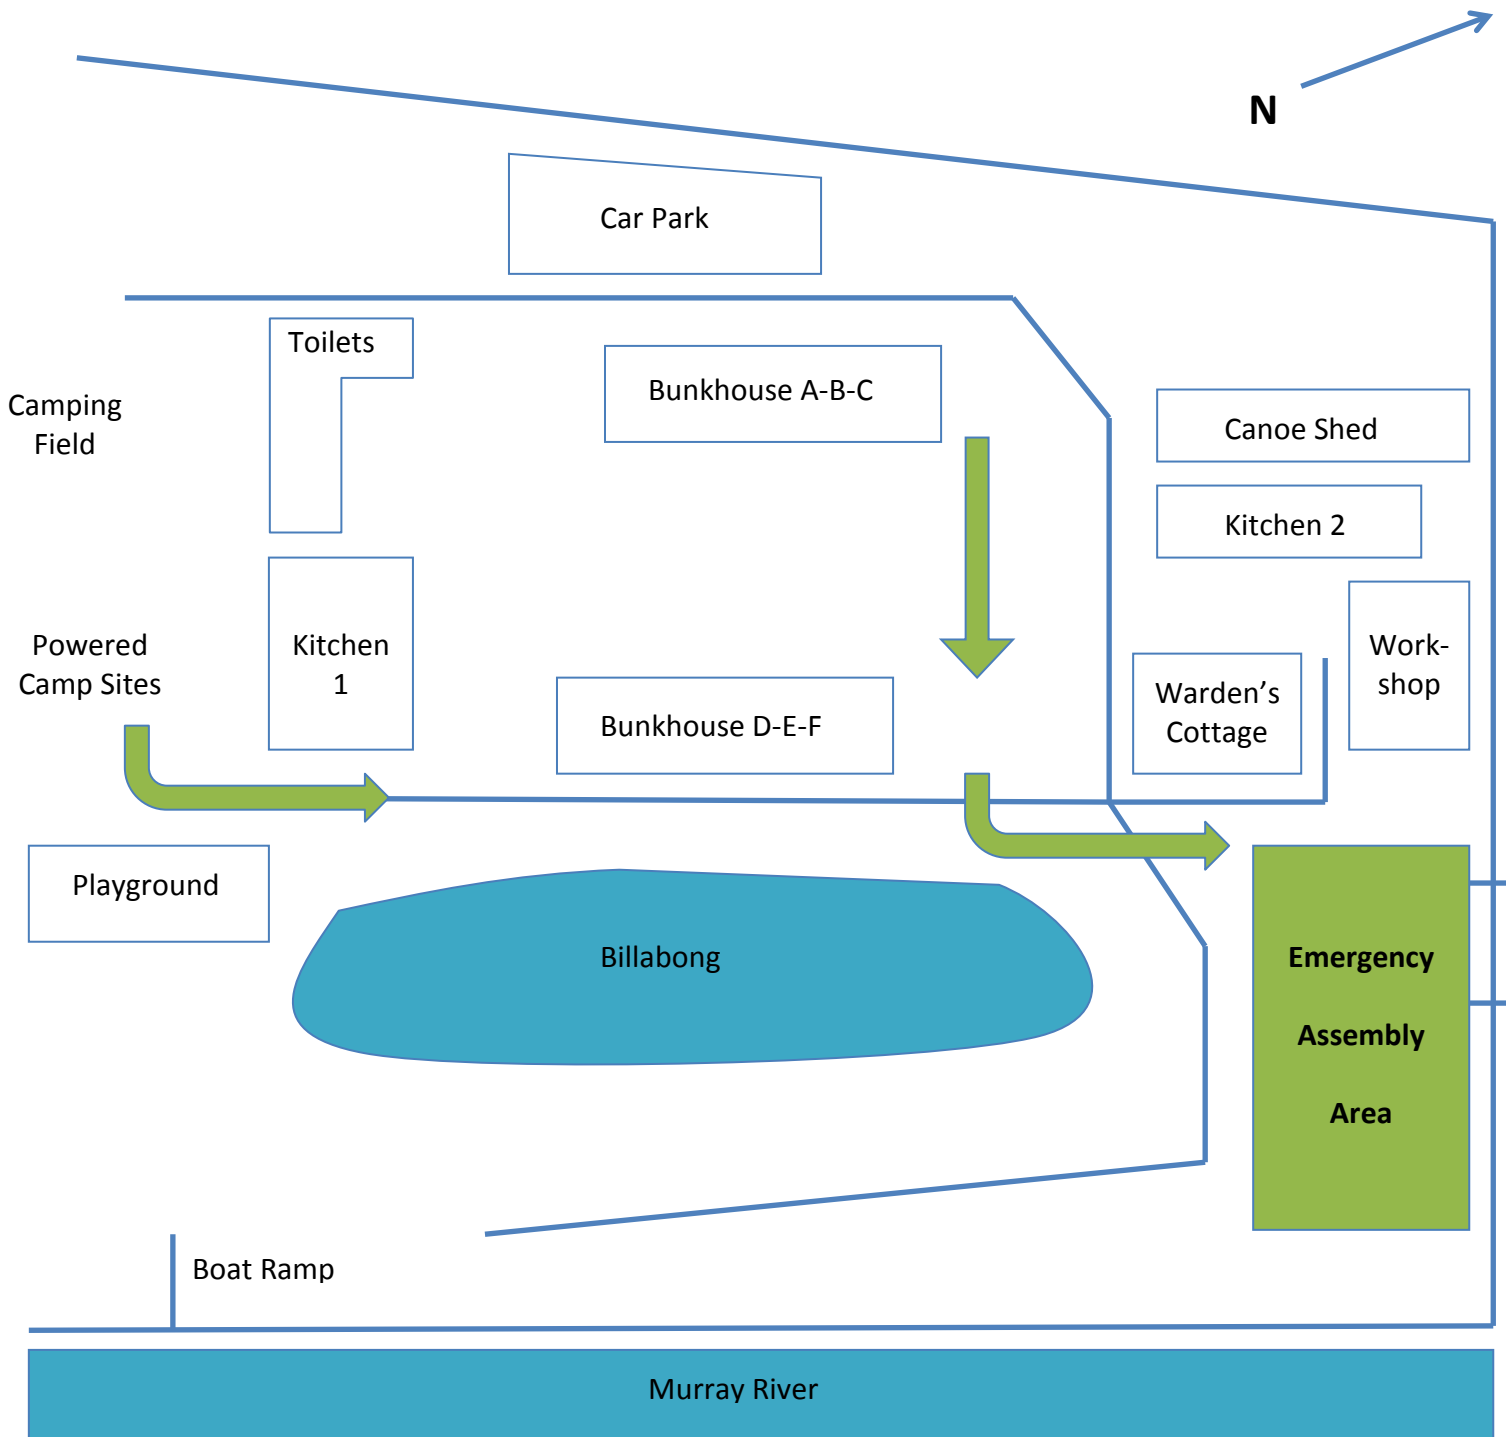 N
Car Park
Toilets
Bunkhouse A-B-C
Camping
Field
Canoe Shed
Kitchen 2
Powered
Camp Sites
Kitchen
1
Work-
shop
Warden’s
Cottage
Bunkhouse D-E-F
Playground
Billabong
Emergency
Assembly
Area
Boat Ramp
Murray River